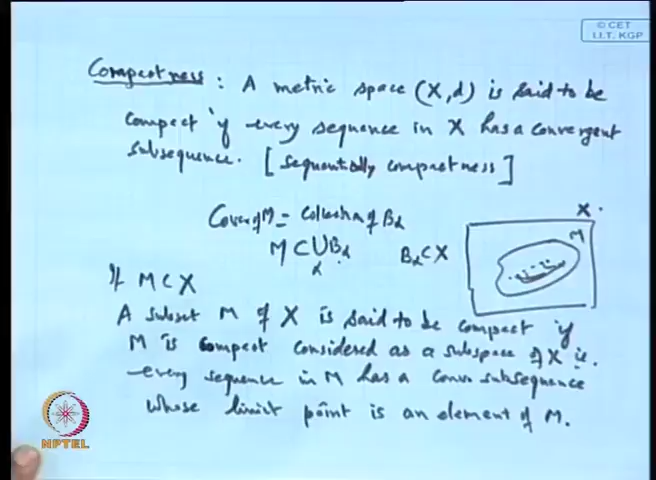 © CET
I.I.T. KGP
Compactness : A metric space (X,d) is said to be
compact if every sequence in X has a convergent
subsequence. [Sequentially compactness]
Cover of M = Collection of Bα
M ⊂ ∪ Bα
α
Bα ⊂ X
X
M
If M ⊂ X
A subset M of X is said to be compact if
M is compact considered as a subspace of X ie.
every sequence in M has a conv. subsequence
whose limit point is an element of M.
NPTEL